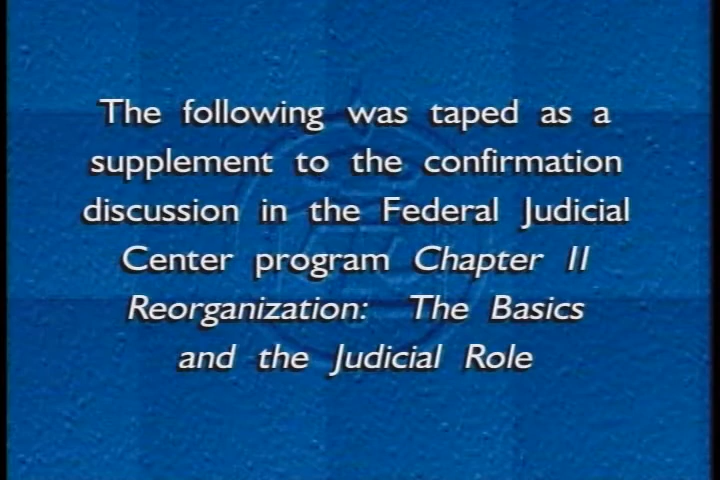 The following was taped as a
supplement to the confirmation
discussion in the Federal Judicial
Center program Chapter II
Reorganization: The Basics
and the Judicial Role